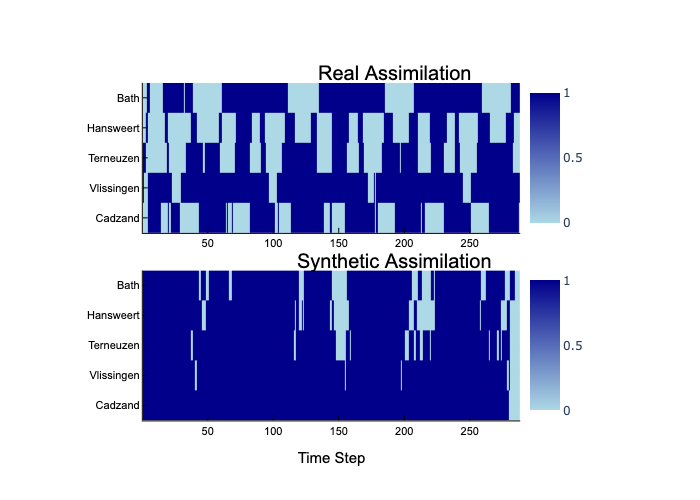 Real Assimilation
Bath
Hansweert
Terneuzen
Vlissingen
Cadzand
50 100 150 200 250
1
0.5
0
Synthetic Assimilation
Bath
Hansweert
Terneuzen
Vlissingen
Cadzand
50 100 150 200 250
1
0.5
0
Time Step